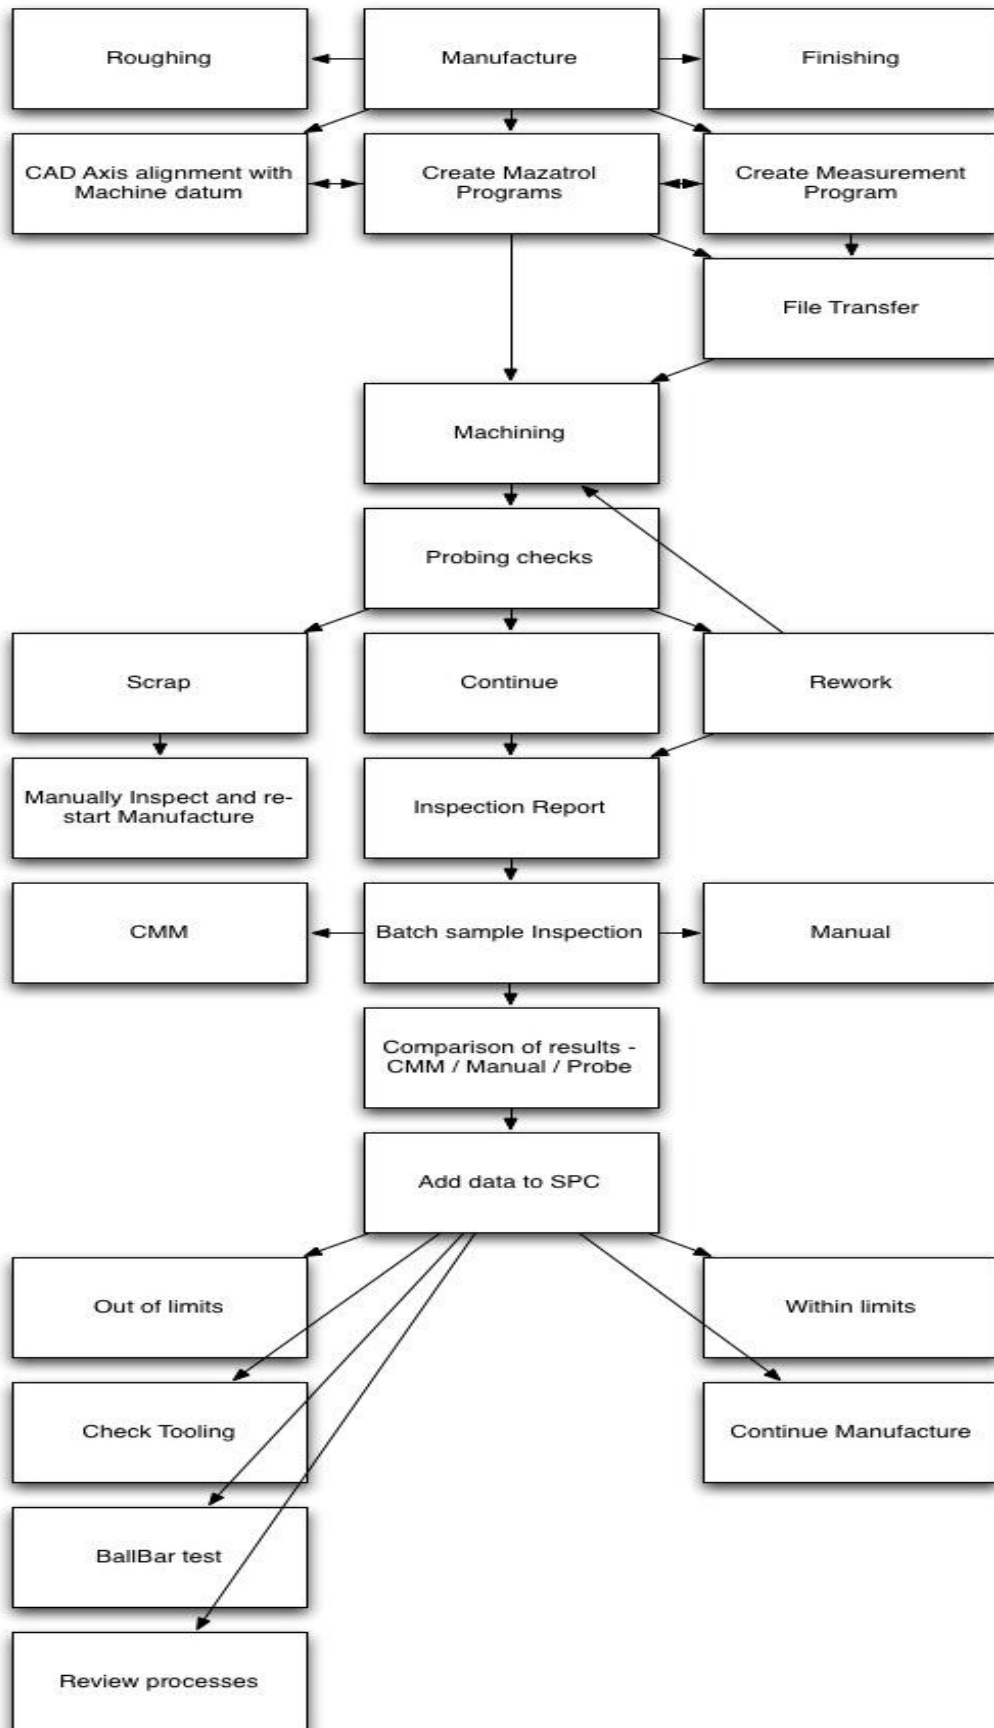 Roughing
Manufacture
Finishing
CAD Axis alignment with
Machine datum
Create Mazatrol
Programs
Create Measurement
Program
File Transfer
Machining
Probing checks
Scrap
Continue
Rework
Manually Inspect and re-
start Manufacture
Inspection Report
CMM
Batch sample Inspection
Manual
Comparison of results -
CMM / Manual / Probe
Add data to SPC
Out of limits
Within limits
Check Tooling
Continue Manufacture
BallBar test
Review processes